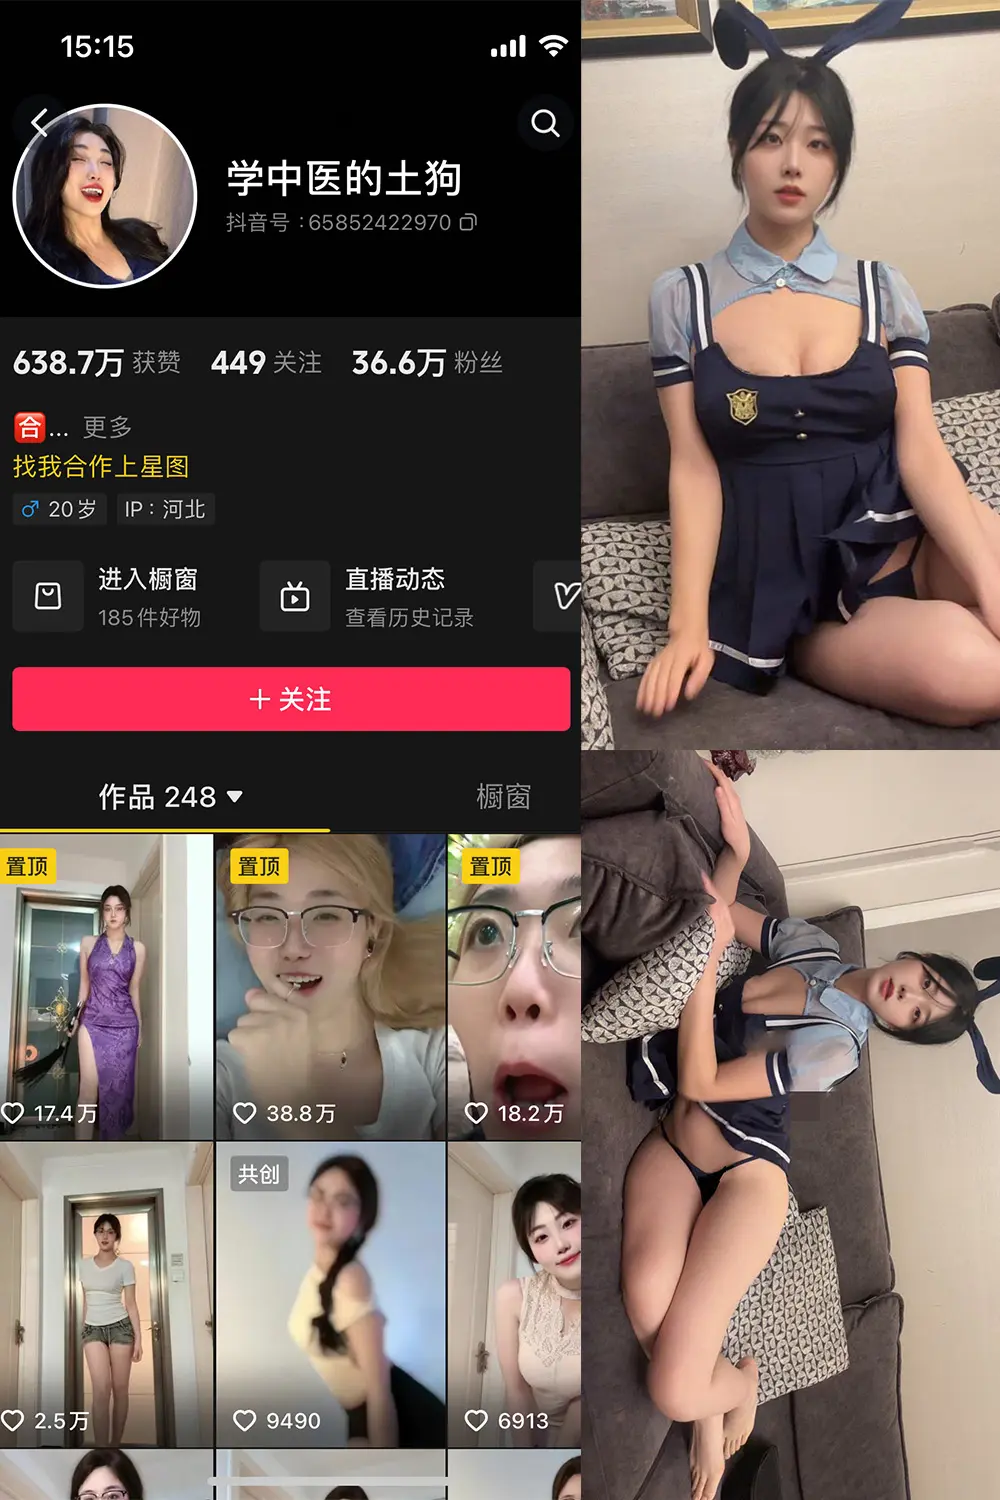 15:15
学中医的土狗
抖音号：65852422970
638.7万 获赞 449 关注 36.6万 粉丝
合... 更多
找我合作上星图
♂ 20岁 IP：河北
进入橱窗 直播动态
185件好物 查看历史记录
+ 关注
作品 248 橱窗
置顶 置顶 置顶
17.4万 38.8万 18.2万
共创
2.5万 9490 6913